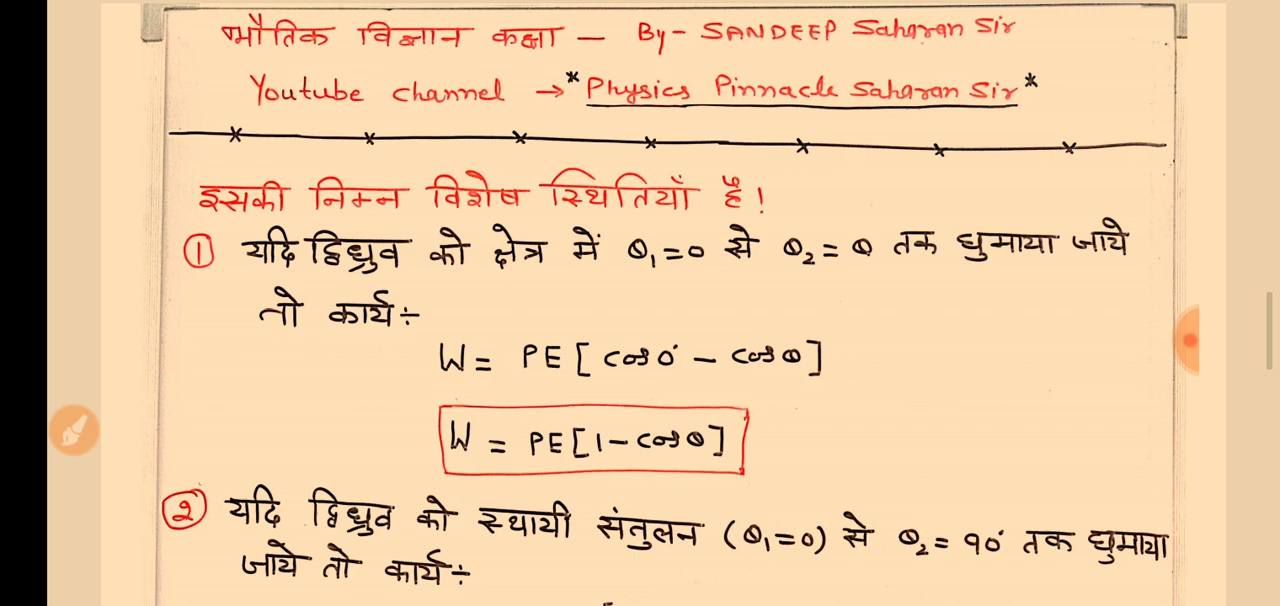 भौतिक विज्ञान कक्षा — By- SANDEEP Saharan Sir
Youtube channel → *Physics Pinnacle Saharan Sir*
इसकी निम्न विशेष स्थितियाँ है!
① यदि द्विध्रुव को क्षेत्र में θ₁=0 से θ₂=θ तक घुमाया जाये
तो कार्य÷
W = PE [cos0° - cosθ]
W = PE[1-cosθ]
② यदि द्विध्रुव को स्थायी संतुलन (θ₁=0) से θ₂=90° तक घुमाया
जाये तो कार्य÷